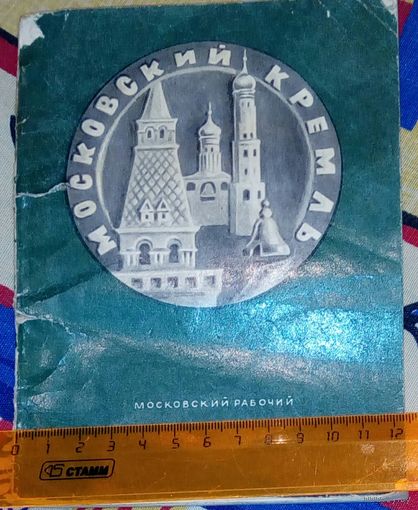 МОСКОВСКИЙ КРЕМЛЬ
МОСКОВСКИЙ РАБОЧИЙ
0 1 2 3 4 5 6 7 8 9 10 11 12
СТАММ